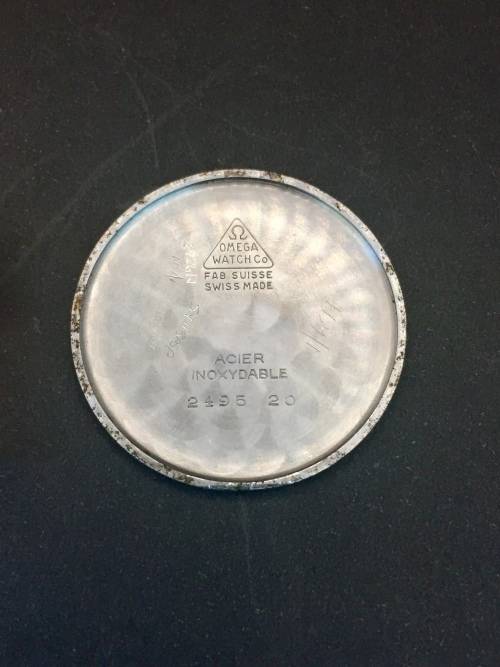 Ω
OMEGA
WATCH Co
FAB SUISSE
SWISS MADE
ACIER
INOXYDABLE
2495 20